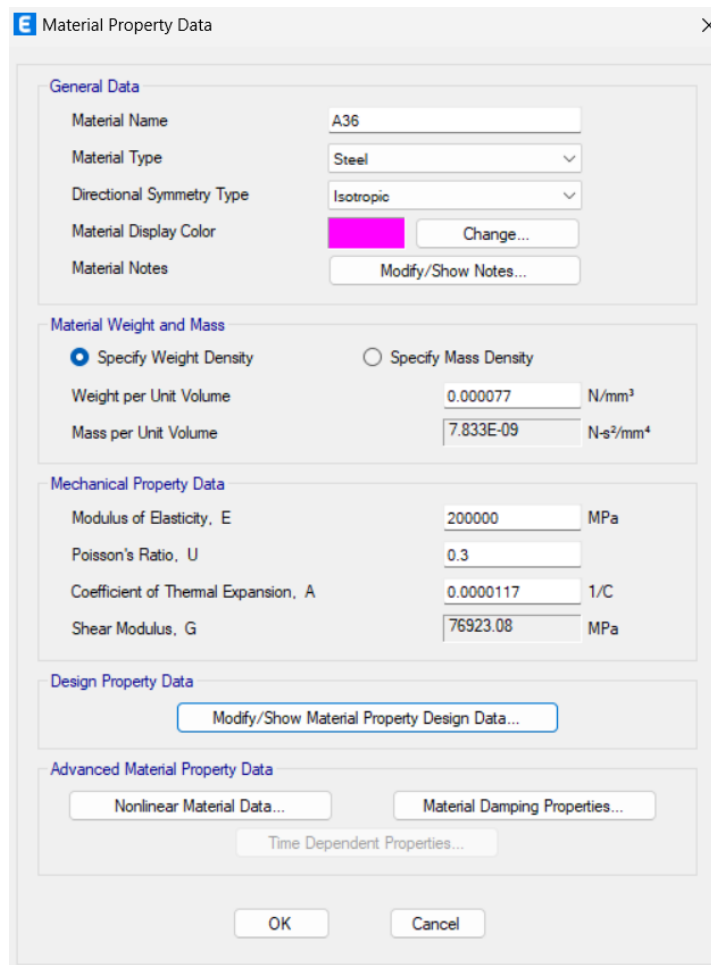 E Material Property Data
General Data
Material Name A36
Material Type Steel
Directional Symmetry Type Isotropic
Material Display Color Change...
Material Notes Modify/Show Notes...
Material Weight and Mass
Specify Weight Density Specify Mass Density
Weight per Unit Volume 0.000077 N/mm³
Mass per Unit Volume 7.833E-09 N-s²/mm⁴
Mechanical Property Data
Modulus of Elasticity, E 200000 MPa
Poisson's Ratio, U 0.3
Coefficient of Thermal Expansion, A 0.0000117 1/C
Shear Modulus, G 76923.08 MPa
Design Property Data
Modify/Show Material Property Design Data...
Advanced Material Property Data
Nonlinear Material Data... Material Damping Properties...
Time Dependent Properties...
OK Cancel